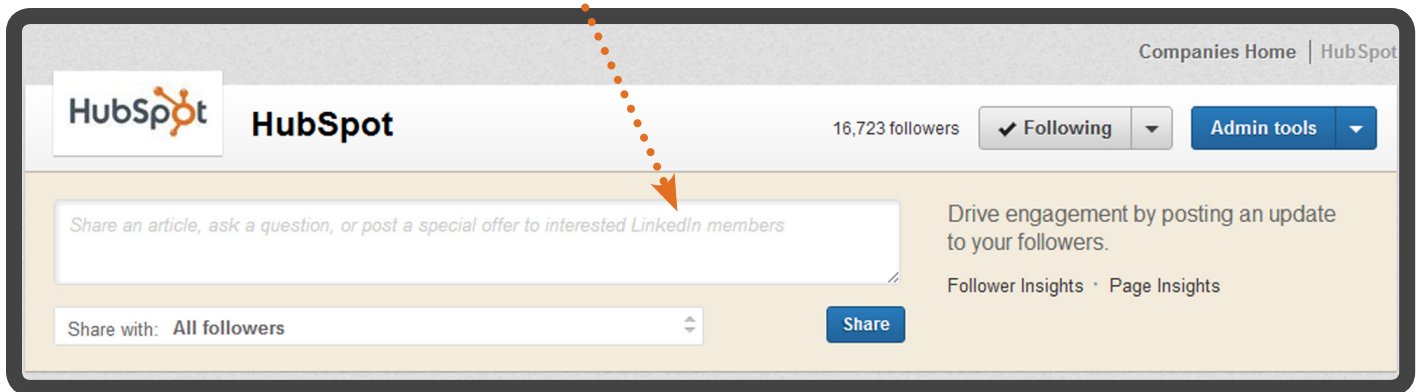 Companies Home | HubSpot
HubSpot
HubSpot
16,723 followers
Following
Admin tools
Share an article, ask a question, or post a special offer to interested LinkedIn members
Drive engagement by posting an update
to your followers.
Follower Insights · Page Insights
Share with: All followers
Share